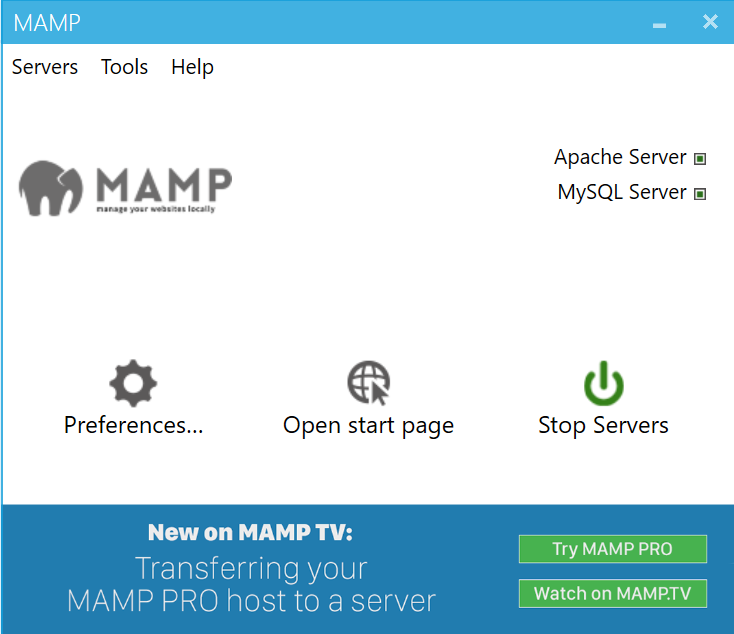 MAMP
Servers Tools Help
MAMP
manage your websites locally
Apache Server
MySQL Server
Preferences...
Open start page
Stop Servers
New on MAMP TV:
Transferring your
MAMP PRO host to a server
Try MAMP PRO
Watch on MAMP.TV